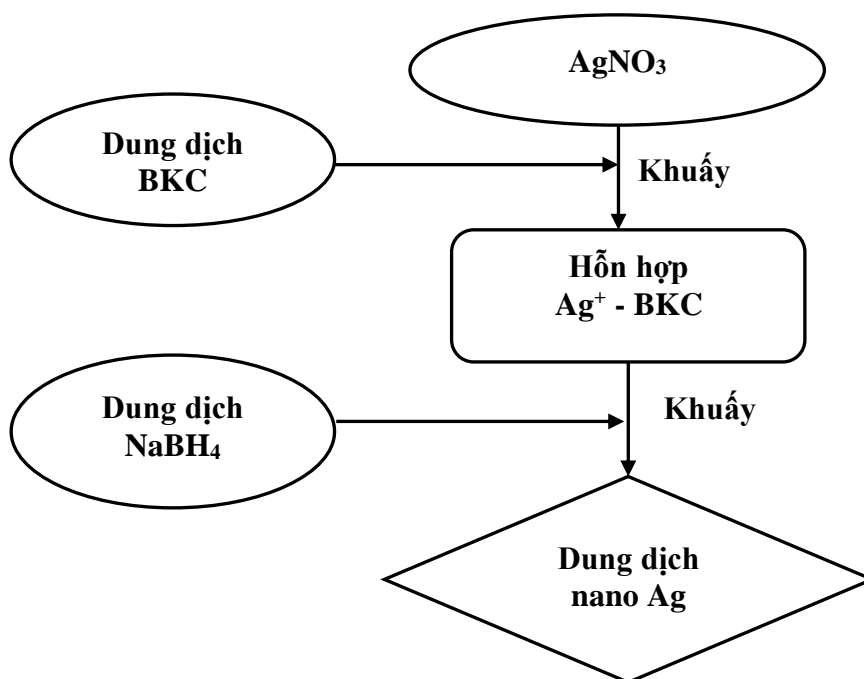 AgNO₃
Dung dịch
BKC
Khuấy
Hỗn hợp
Ag⁺ - BKC
Dung dịch
NaBH₄
Khuấy
Dung dịch
nano Ag